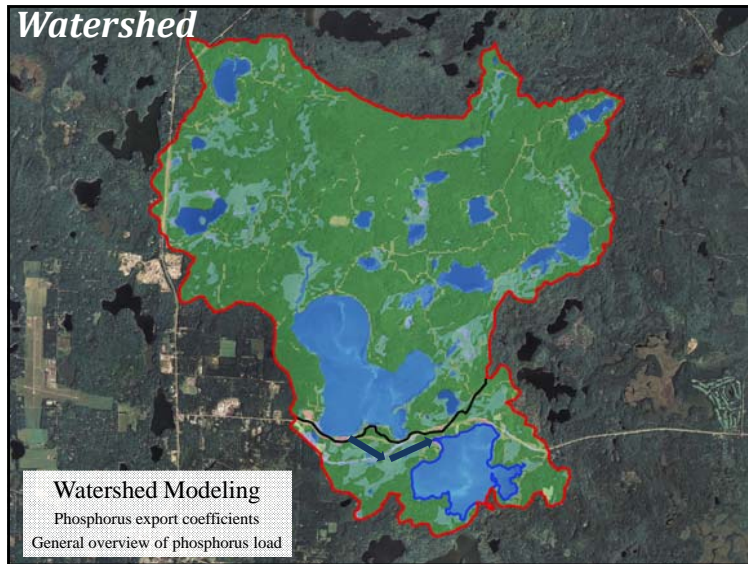 Watershed
Watershed Modeling
Phosphorus export coefficients
General overview of phosphorus load